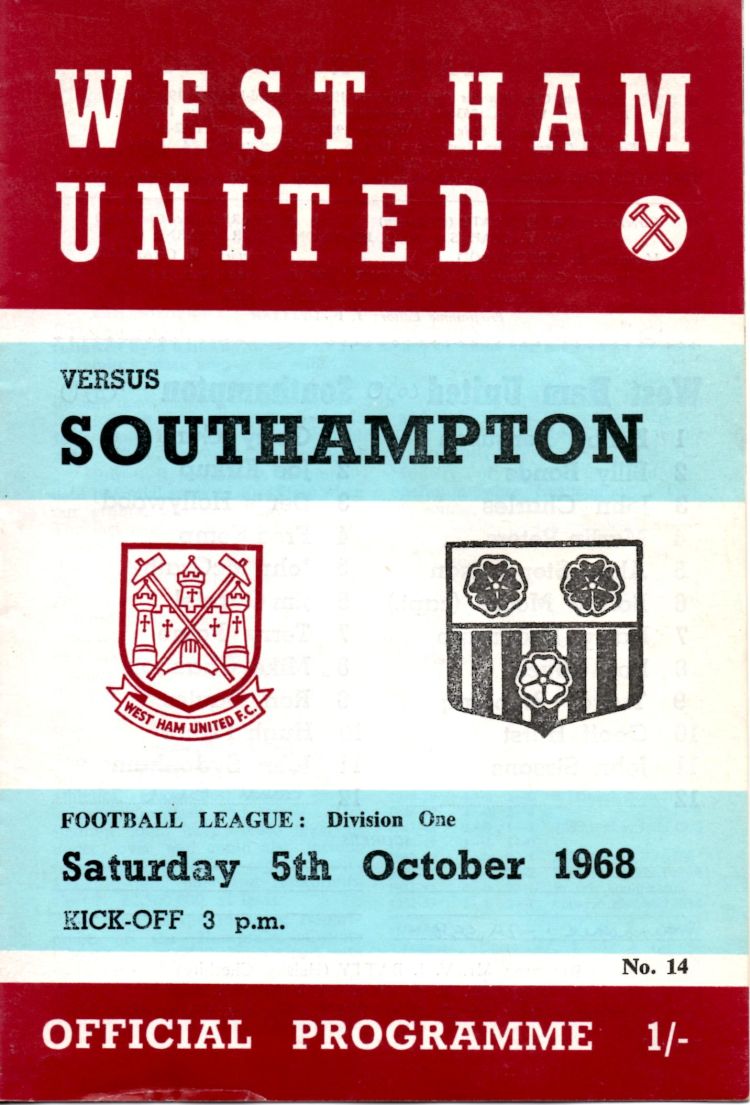 WEST HAM
UNITED
VERSUS
SOUTHAMPTON
WEST HAM UNITED F.C.
FOOTBALL LEAGUE: Division One
Saturday 5th October 1968
KICK-OFF 3 p.m.
No. 14
OFFICIAL PROGRAMME 1/-